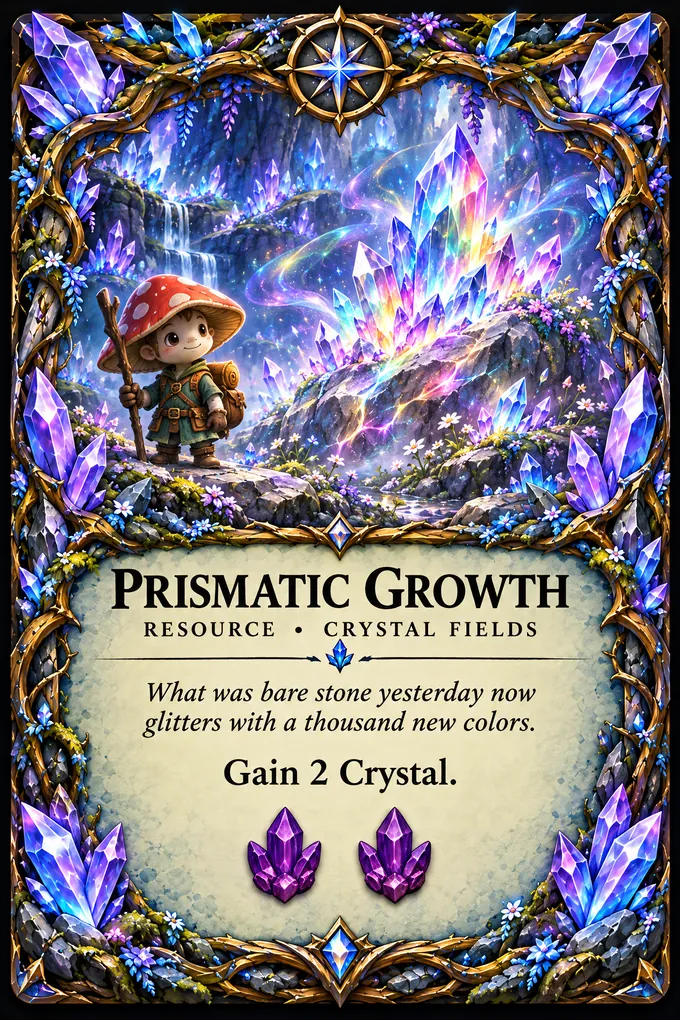 PRISMATIC GROWTH
RESOURCE • CRYSTAL FIELDS
What was bare stone yesterday now
glitters with a thousand new colors.
Gain 2 Crystal.